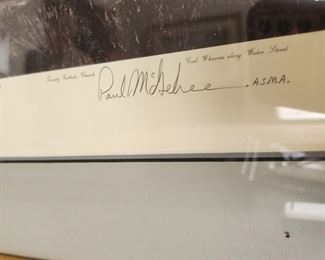 Trinity Catholic Church
Coal Wharves along Water Street
Paul McGehee A.S.M.A.